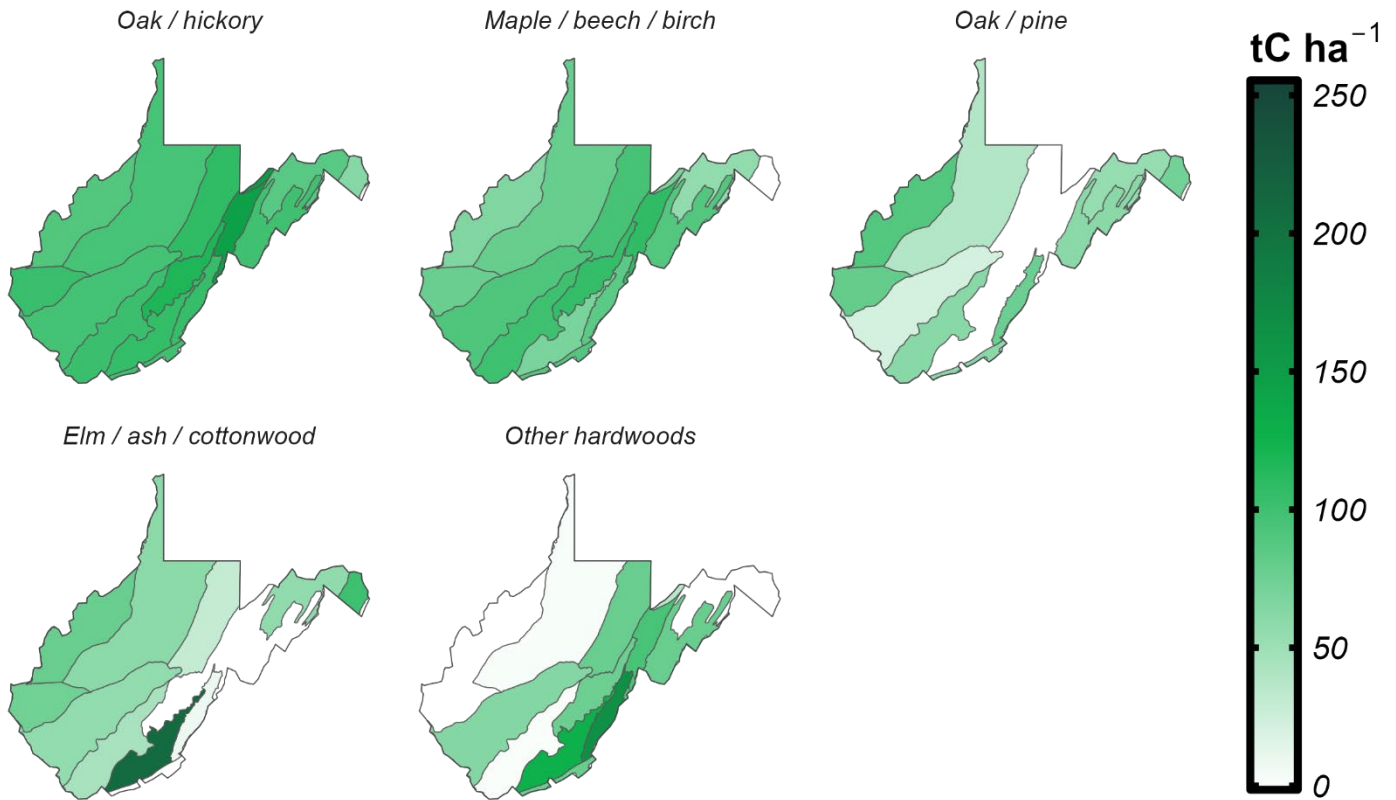 Oak / hickory
Maple / beech / birch
Oak / pine
tC ha⁻¹
250
200
150
100
50
0
Elm / ash / cottonwood
Other hardwoods